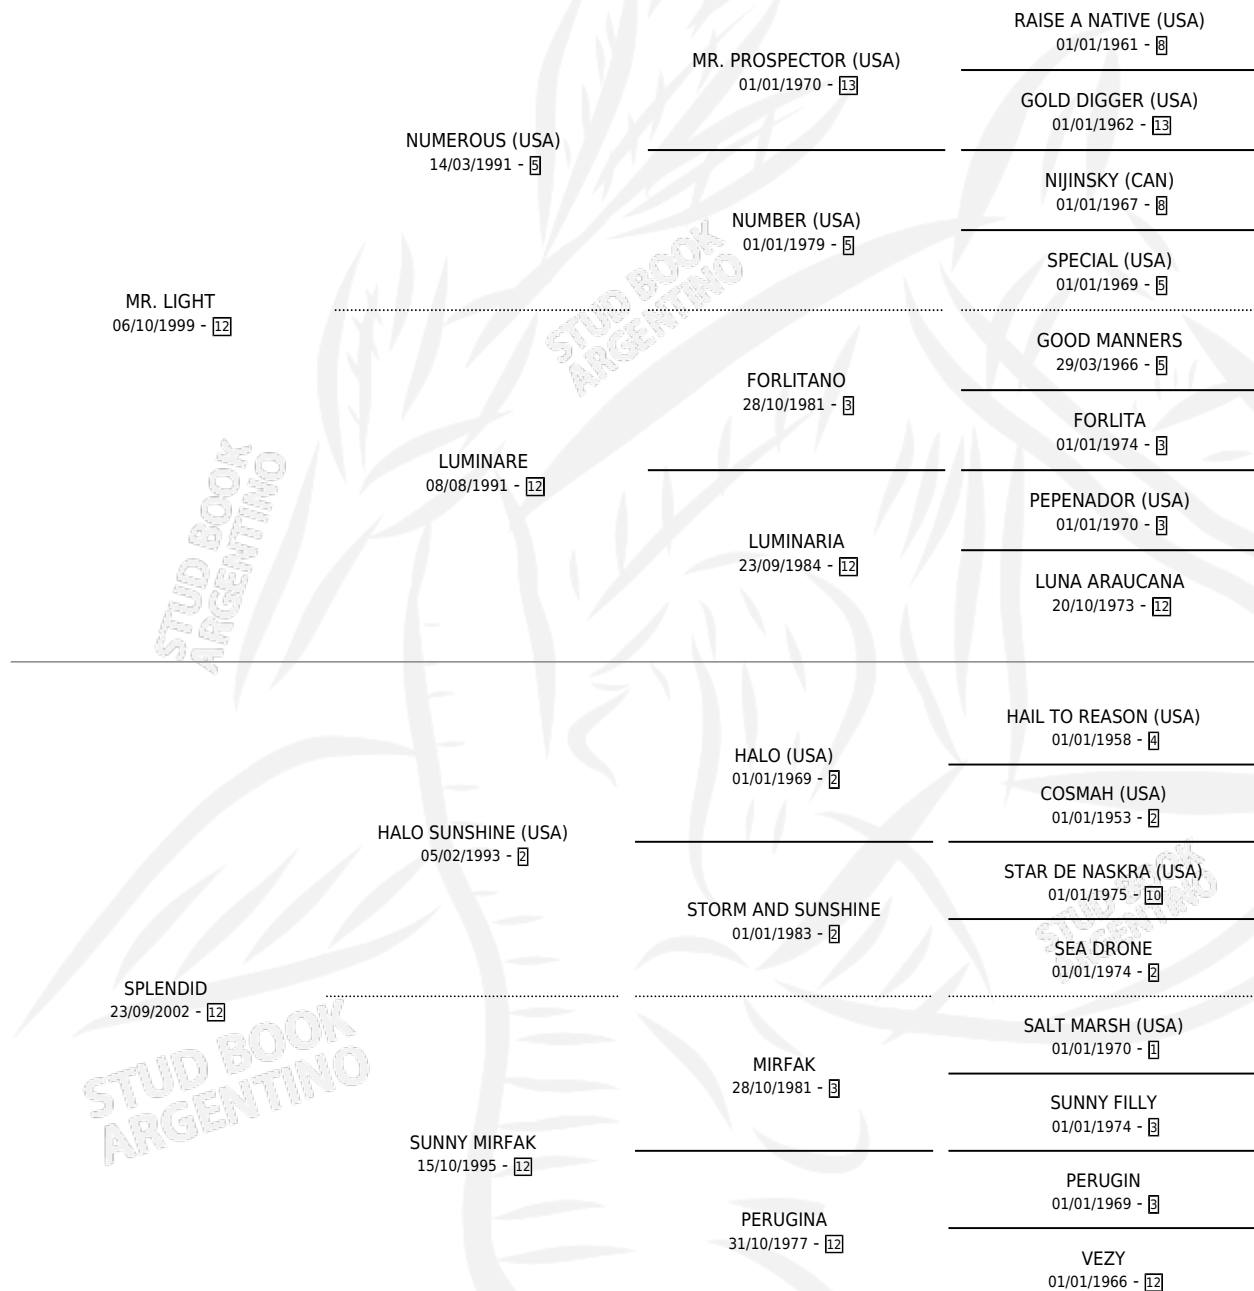 MR. LIGHT
06/10/1999 - 12
NUMEROUS (USA)
14/03/1991 - 5
MR. PROSPECTOR (USA)
01/01/1970 - 13
RAISE A NATIVE (USA)
01/01/1961 - 8
GOLD DIGGER (USA)
01/01/1962 - 13
NUMBER (USA)
01/01/1979 - 5
NIJINSKY (CAN)
01/01/1967 - 8
SPECIAL (USA)
01/01/1969 - 5
LUMINARE
08/08/1991 - 12
FORLITANO
28/10/1981 - 3
GOOD MANNERS
29/03/1966 - 5
FORLITA
01/01/1974 - 3
LUMINARIA
23/09/1984 - 12
PEPENADOR (USA)
01/01/1970 - 3
LUNA ARAUCANA
20/10/1973 - 12
SPLENDID
23/09/2002 - 12
HALO SUNSHINE (USA)
05/02/1993 - 2
HALO (USA)
01/01/1969 - 2
HAIL TO REASON (USA)
01/01/1958 - 4
COSMAH (USA)
01/01/1953 - 2
STORM AND SUNSHINE
01/01/1983 - 2
STAR DE NASKRA (USA)
01/01/1975 - 10
SEA DRONE
01/01/1974 - 2
SUNNY MIRFAK
15/10/1995 - 12
MIRFAK
28/10/1981 - 3
SALT MARSH (USA)
01/01/1970 - 1
SUNNY FILLY
01/01/1974 - 3
PERUGINA
31/10/1977 - 12
PERUGIN
01/01/1969 - 3
VEZY
01/01/1966 - 12
STUD BOOK
ARGENTINO
STUD BOOK
ARGENTINO
STUD BOOK
ARGENTINO
STUD BOOK
ARGENTINO